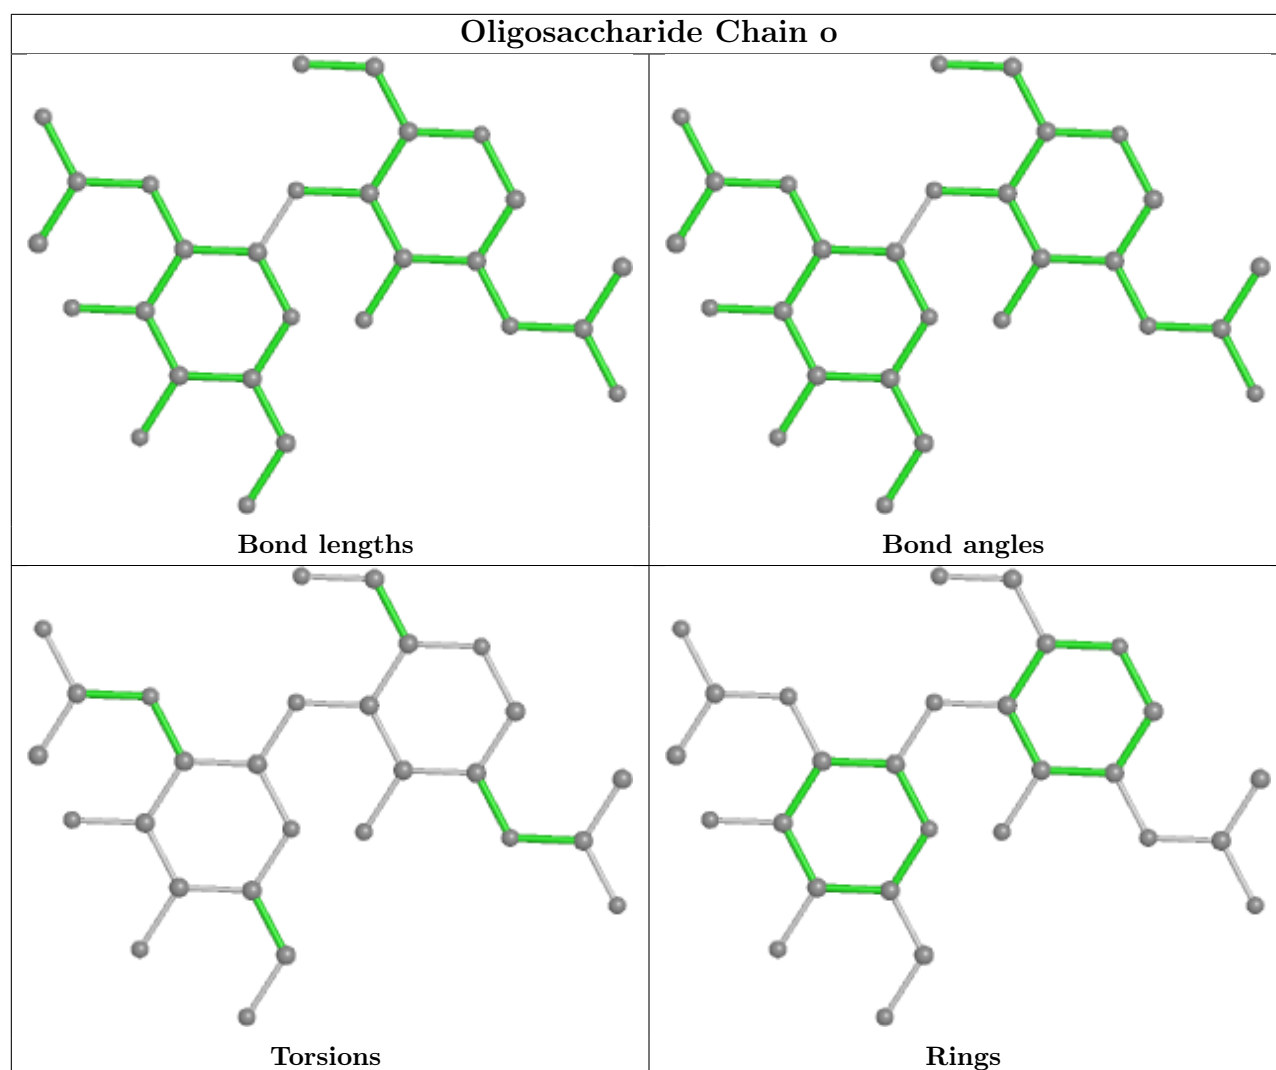 Oligosaccharide Chain o
Bond lengths
Bond angles
Torsions
Rings